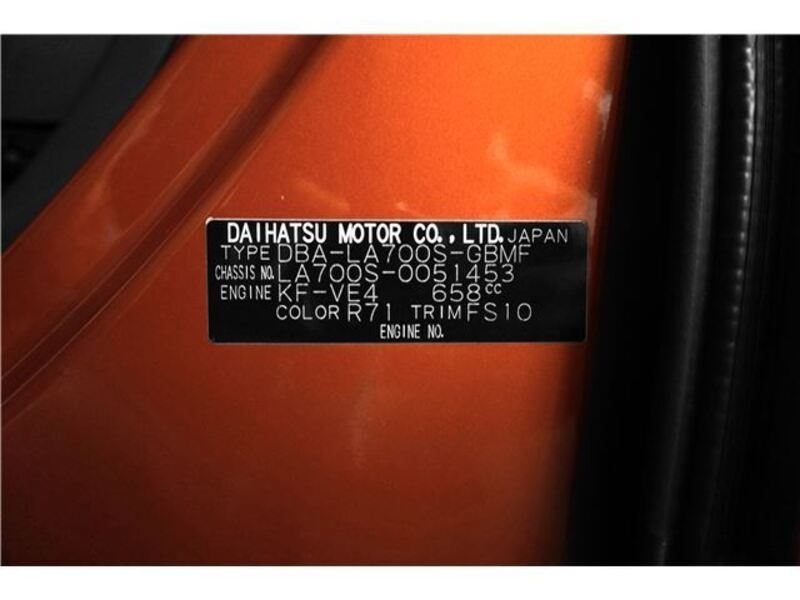 DAIHATSU MOTOR CO., LTD. JAPAN
TYPE DBA-LA700S-GBMF
CHASSIS NO. LA700S-0051453
ENGINE KF-VE4 658cc
COLOR R71 TRIM FS10
ENGINE NO.